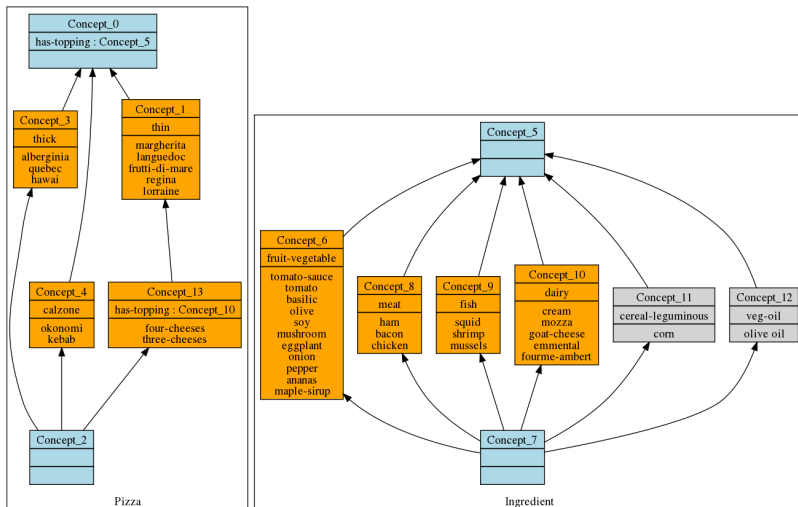 Concept_0
has-topping : Concept_5
Concept_3
thick
alberginia
quebec
hawai
Concept_1
thin
margherita
languedoc
frutti-di-mare
regina
lorraine
Concept_4
calzone
okonomi
kebab
Concept_13
has-topping : Concept_10
four-cheeses
three-cheeses
Concept_2
Pizza
Concept_5
Concept_6
fruit-vegetable
tomato-sauce
tomato
basilic
olive
soy
mushroom
eggplant
onion
pepper
ananas
maple-sirup
Concept_8
meat
ham
bacon
chicken
Concept_9
fish
squid
shrimp
mussels
Concept_10
dairy
cream
mozza
goat-cheese
emmental
fourme-ambert
Concept_11
cereal-leguminous
corn
Concept_12
veg-oil
olive oil
Concept_7
Ingredient